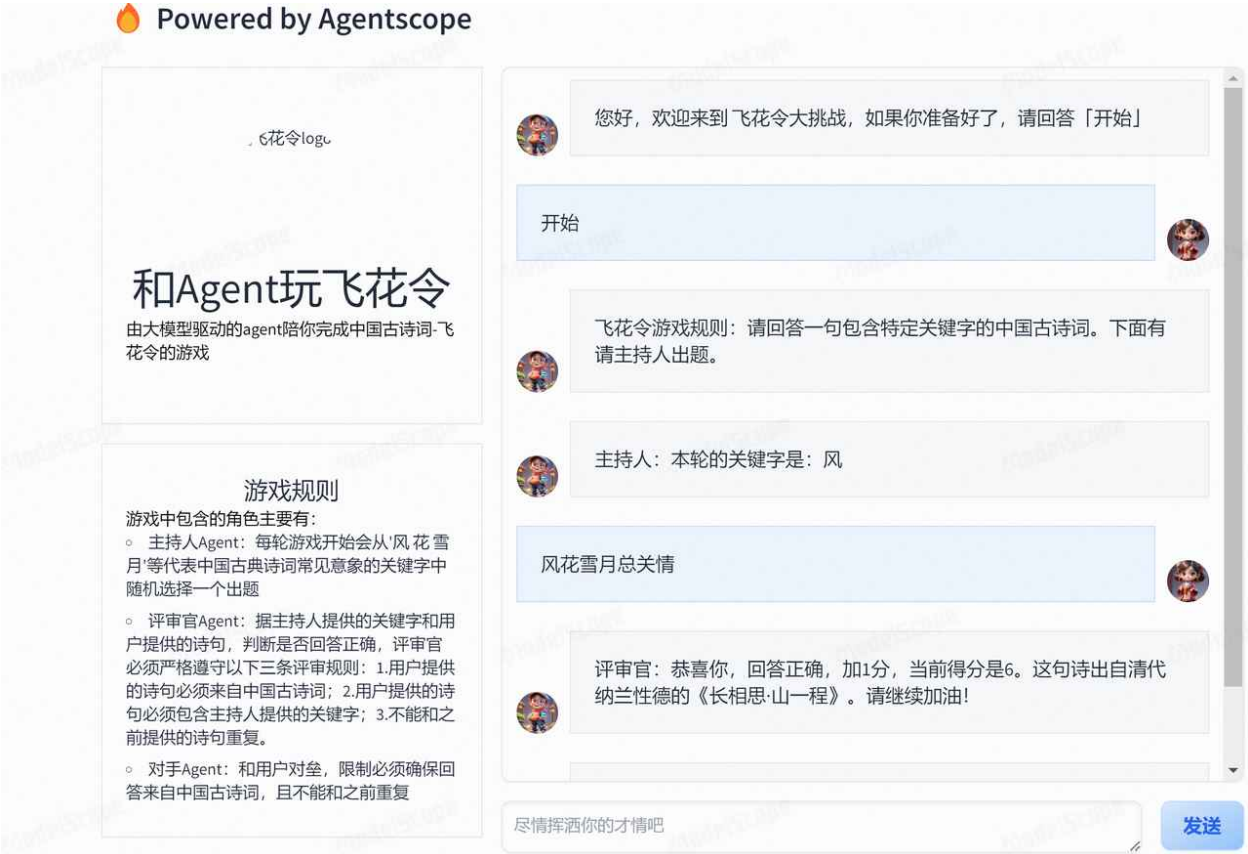 Powered by Agentscope
飞花令logo
和Agent玩飞花令
由大模型驱动的agent陪你完成中国古诗词-飞
花令的游戏
游戏规则
游戏中包含的角色主要有：
主持人Agent：每轮游戏开始会从'风 花 雪
月'等代表中国古典诗词常见意象的关键字中
随机选择一个出题
评审官Agent：据主持人提供的关键字和用
户提供的诗句，判断是否回答正确，评审官
必须严格遵守以下三条评审规则：1.用户提供
的诗句必须来自中国古诗词；2.用户提供的诗
句必须包含主持人提供的关键字；3.不能和之
前提供的诗句重复。
对手Agent：和用户对垒，限制必须确保回
答来自中国古诗词，且不能和之前重复
您好，欢迎来到 飞花令大挑战，如果你准备好了，请回答「开始」
开始
飞花令游戏规则：请回答一句包含特定关键字的中国古诗词。下面有
请主持人出题。
主持人：本轮的关键字是：风
风花雪月总关情
评审官：恭喜你，回答正确，加1分，当前得分是6。这句诗出自清代
纳兰性德的《长相思·山一程》。请继续加油！
尽情挥洒你的才情吧
发送
modelScope